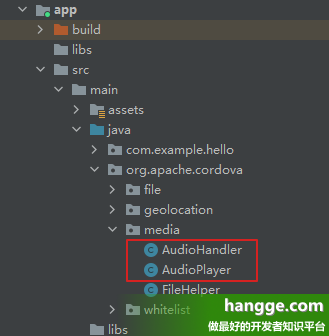 app
build
libs
src
main
assets
java
com.example.hello
org.apache.cordova
file
geolocation
media
AudioHandler
AudioPlayer
FileHelper
whitelist
libs
hangge.com
做最好的开发者知识平台